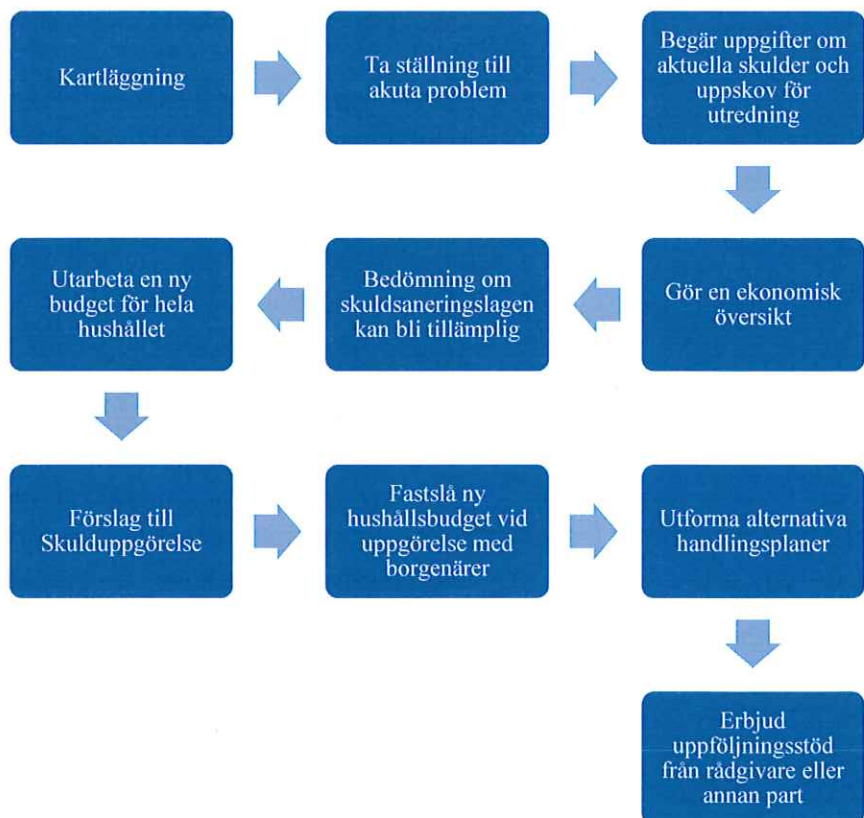 Kartläggning
Ta ställning till
akuta problem
Begär uppgifter om
aktuella skulder och
uppskov för
utredning
Gör en ekonomisk
översikt
Bedömning om
skuldsaneringslagen
kan bli tillämplig
Utarbeta en ny
budget för hela
hushållet
Förslag till
Skulduppgörelse
Fastslå ny
hushållsbudget vid
uppgörelse med
borgenärer
Utforma alternativa
handlingsplaner
Erbjud
uppföljningsstöd
från rådgivare eller
annan part